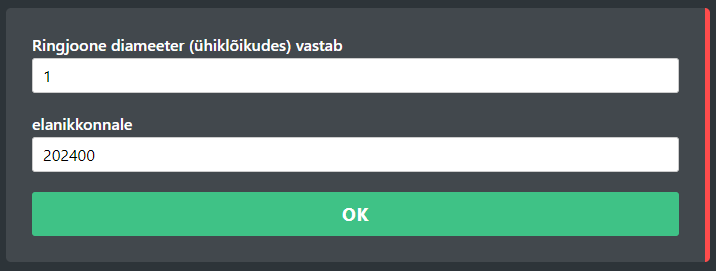 Ringjoone diameeter (ühiklõikudes) vastab
1
elanikkonnale
202400
OK